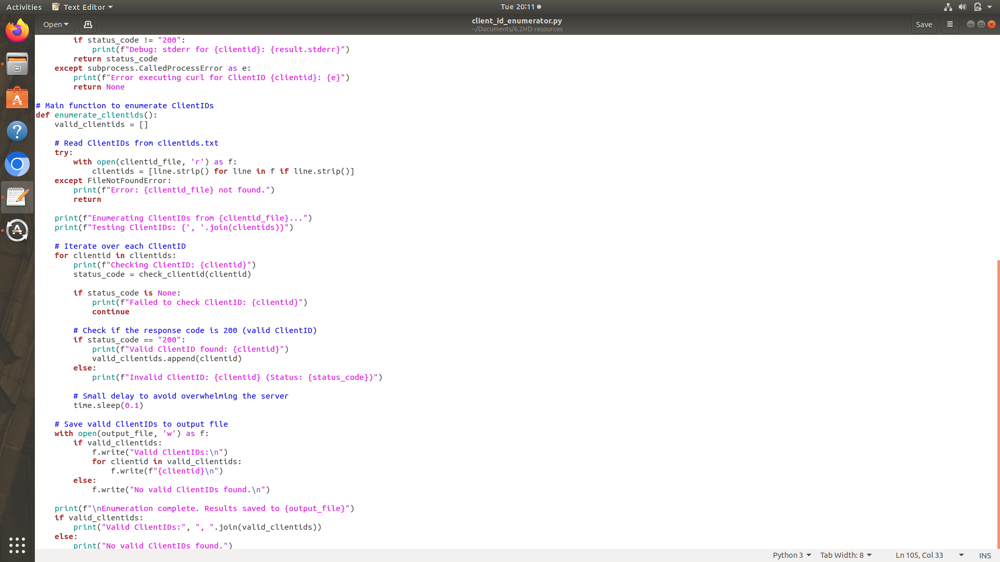 Activities
Text Editor
Tue 20:11
Open
client_id_enumerator.py
~/Documents/6.2HD-resources
Save
        if status_code != "200":
            print(f"Debug: stderr for {clientid}: {result.stderr}")
        return status_code
    except subprocess.CalledProcessError as e:
        print(f"Error executing curl for ClientID {clientid}: {e}")
        return None

# Main function to enumerate ClientIDs
def enumerate_clientids():
    valid_clientids = []

    # Read ClientIDs from clientids.txt
    try:
        with open(clientid_file, 'r') as f:
            clientids = [line.strip() for line in f if line.strip()]
    except FileNotFoundError:
        print(f"Error: {clientid_file} not found.")
        return

    print(f"Enumerating ClientIDs from {clientid_file}...")
    print(f"Testing ClientIDs: {', '.join(clientids)}")

    # Iterate over each ClientID
    for clientid in clientids:
        print(f"Checking ClientID: {clientid}")
        status_code = check_clientid(clientid)

        if status_code is None:
            print(f"Failed to check ClientID: {clientid}")
            continue

        # Check if the response code is 200 (valid ClientID)
        if status_code == "200":
            print(f"Valid ClientID found: {clientid}")
            valid_clientids.append(clientid)
        else:
            print(f"Invalid ClientID: {clientid} (Status: {status_code})")

        # Small delay to avoid overwhelming the server
        time.sleep(0.1)

    # Save valid ClientIDs to output file
    with open(output_file, 'w') as f:
        if valid_clientids:
            f.write("Valid ClientIDs:\n")
            for clientid in valid_clientids:
                f.write(f"{clientid}\n")
        else:
            f.write("No valid ClientIDs found.\n")

    print(f"\nEnumeration complete. Results saved to {output_file}")
    if valid_clientids:
        print("Valid ClientIDs:", ", ".join(valid_clientids))
    else:
        print("No valid ClientIDs found.")
Python 3
Tab Width: 8
Ln 105, Col 33
INS